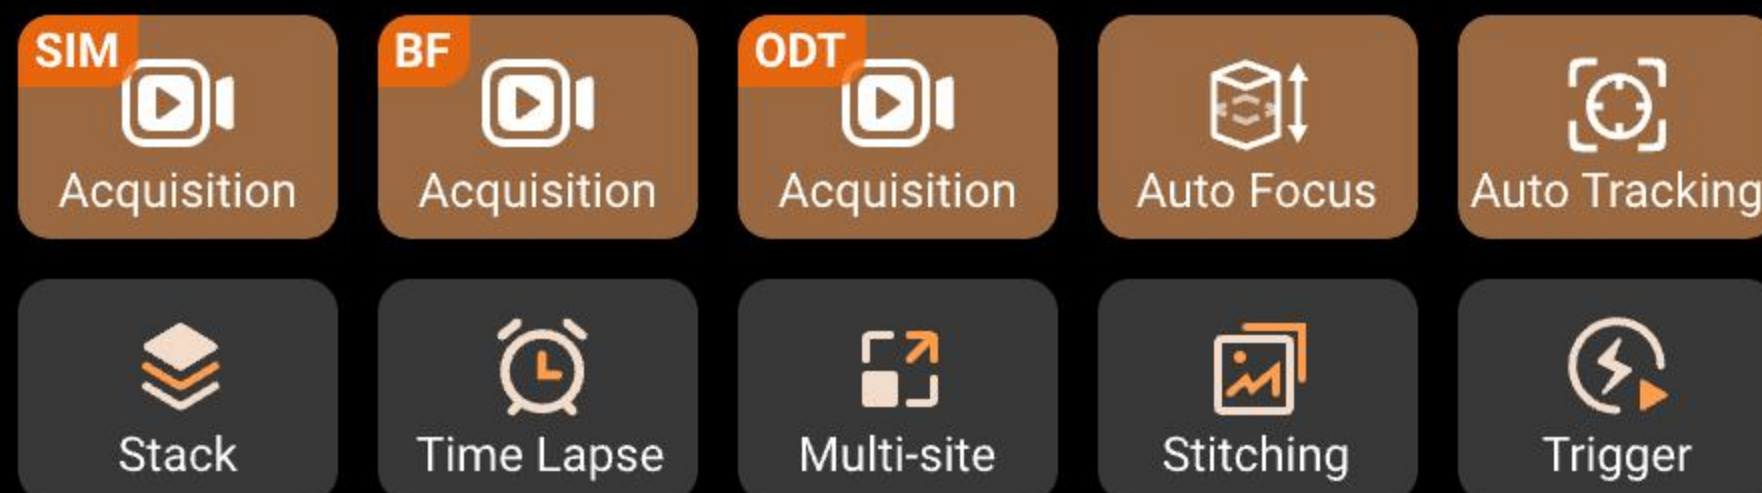 SIM
Acquisition
BF
Acquisition
ODT
Acquisition
Auto Focus
Auto Tracking
Stack
Time Lapse
Multi-site
Stitching
Trigger